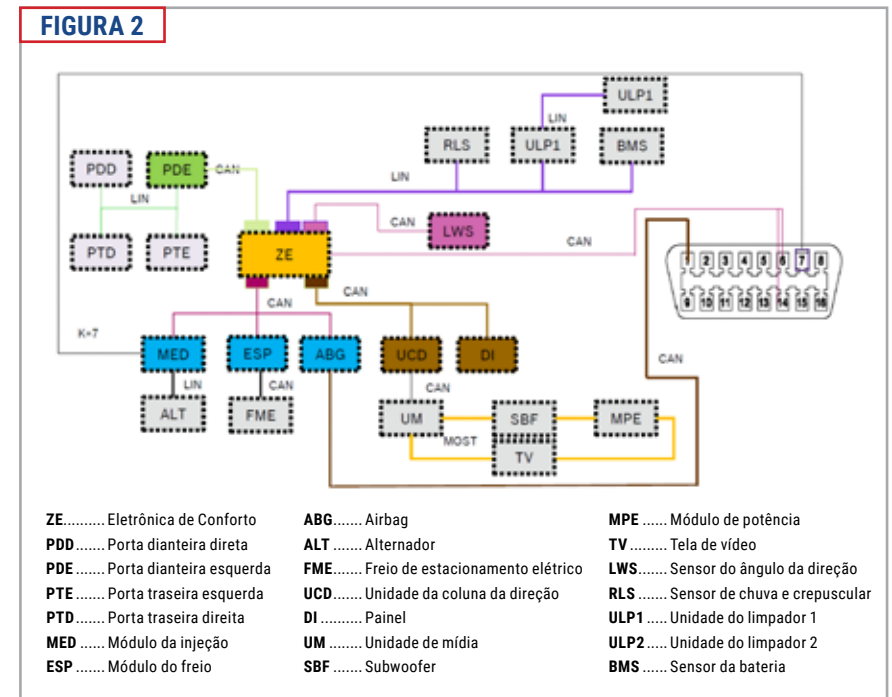 FIGURA 2
ULP1
LIN
RLS
ULP1
BMS
PDD
PDE
CAN
LIN
LIN
CAN
LWS
PTD
PTE
ZE
CAN
1 2 3 4 5 6 7 8
9 10 11 12 13 14 15 16
CAN
CAN
K=7
MED
ESP
ABG
UCD
DI
CAN
LIN
CAN
CAN
ALT
FME
UM
SBF
MPE
MOST
TV
ZE.......... Eletrônica de Conforto
PDD ....... Porta dianteira direta
PDE ....... Porta dianteira esquerda
PTE ....... Porta traseira esquerda
PTD ....... Porta traseira direita
MED ...... Módulo da injeção
ESP ....... Módulo do freio
ABG....... Airbag
ALT ....... Alternador
FME....... Freio de estacionamento elétrico
UCD....... Unidade da coluna da direção
DI .......... Painel
UM ........ Unidade de mídia
SBF ....... Subwoofer
MPE ...... Módulo de potência
TV ......... Tela de vídeo
LWS....... Sensor do ângulo da direção
RLS ....... Sensor de chuva e crepuscular
ULP1 ..... Unidade do limpador 1
ULP2 ..... Unidade do limpador 2
BMS ...... Sensor da bateria